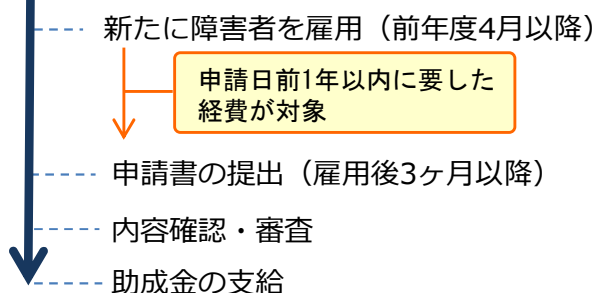 新たに障害者を雇用（前年度4月以降）
申請日前1年以内に要した
経費が対象
申請書の提出（雇用後3ヶ月以降）
内容確認・審査
助成金の支給